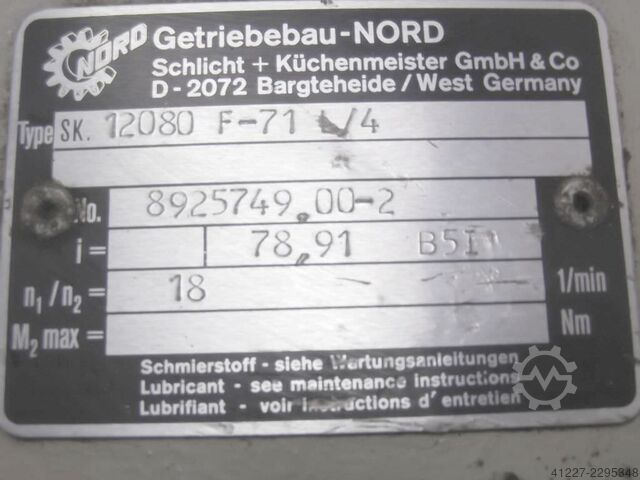 NORD
Getriebebau-NORD
Schlicht + Küchenmeister GmbH & Co
D-2072 Bargteheide/West Germany
Type SK. 12080 F-71 /4
No. 8925749,00-2
i = 78,91 B5I
n1/n2 = 18 1/min
M2 max = Nm
Schmierstoff - siehe Wartungsanleitungen
Lubricant - see maintenance instructions
Lubrifiant - voir instructions d'entretien
41227-2295848